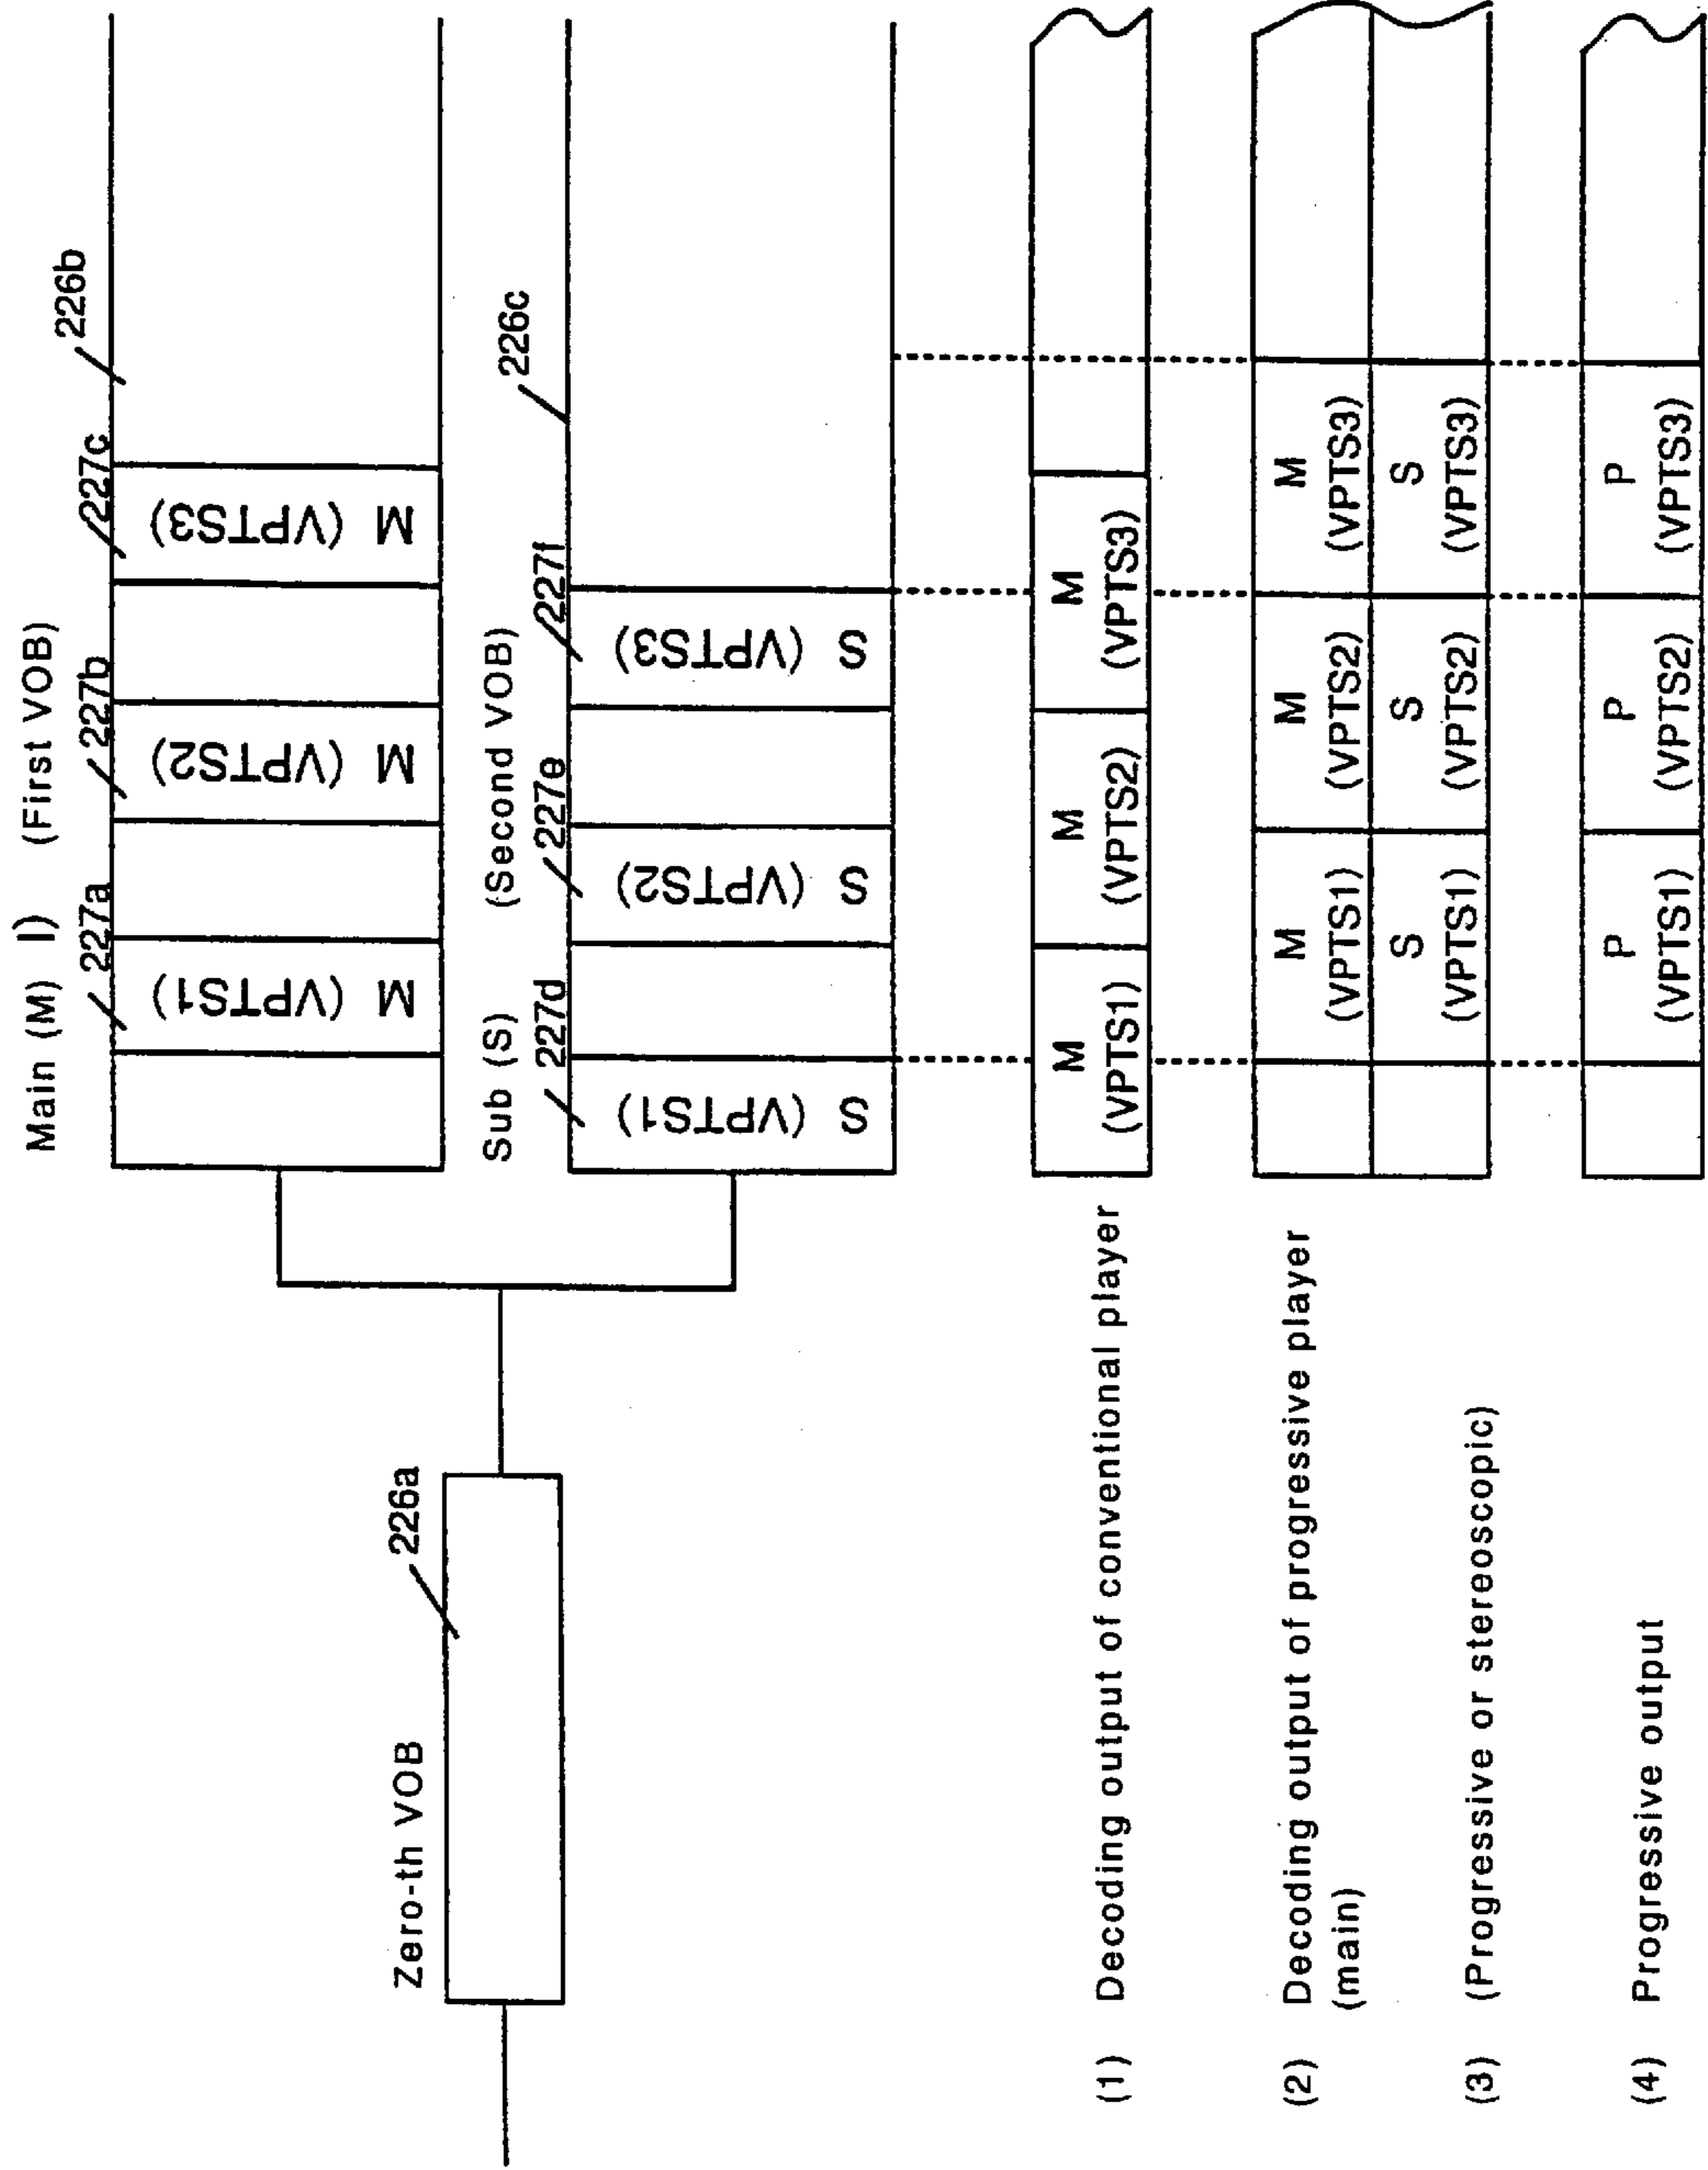 Main (M) I) (First VOB)
227a 227b 227c 226b
M (VPTS1) M (VPTS2) M (VPTS3)
Sub (S) (Second VOB)
227d 227e 227f 226c
S (VPTS1) S (VPTS2) S (VPTS3)
Zero-th VOB 226a
(1) Decoding output of conventional player
M M M
(VPTS1) (VPTS2) (VPTS3)
(2) Decoding output of progressive player
(main)
M M M
(VPTS1) (VPTS2) (VPTS3)
(3) (Progressive or stereoscopic)
S S S
(VPTS1) (VPTS2) (VPTS3)
(4) Progressive output
P P P
(VPTS1) (VPTS2) (VPTS3)